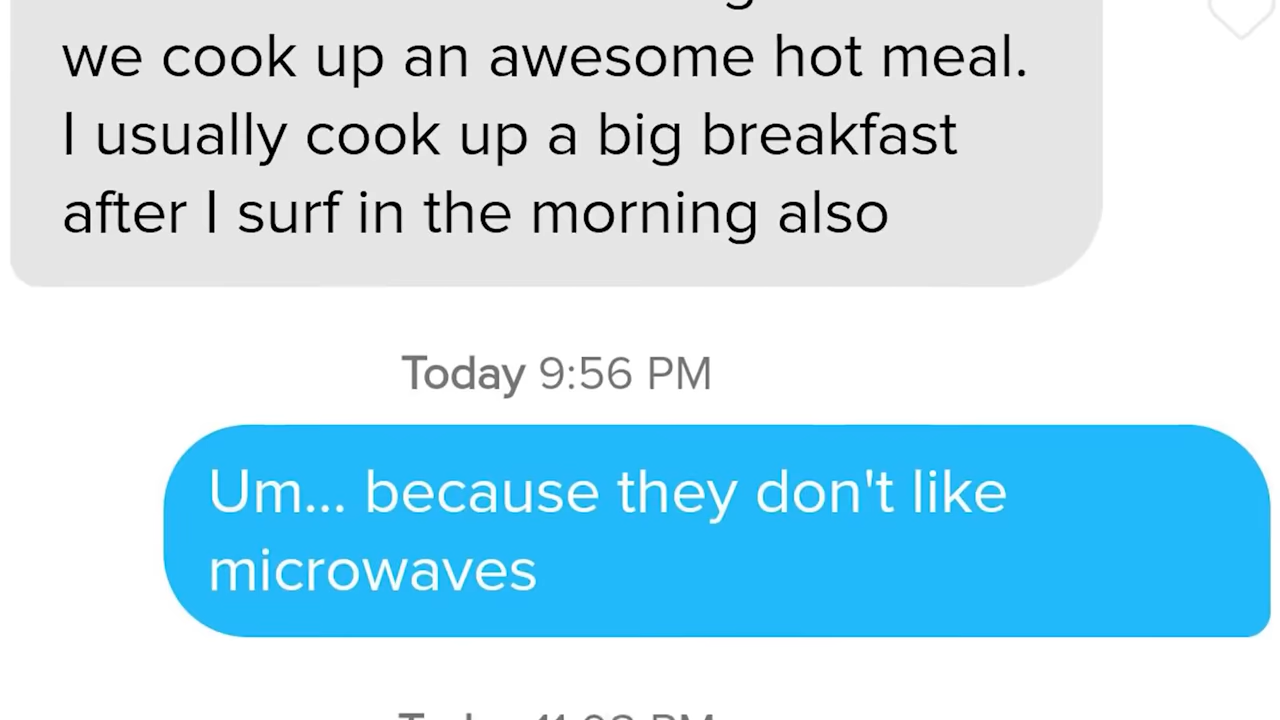 we cook up an awesome hot meal.
I usually cook up a big breakfast
after I surf in the morning also
Today 9:56 PM
Um... because they don't like
microwaves
Today